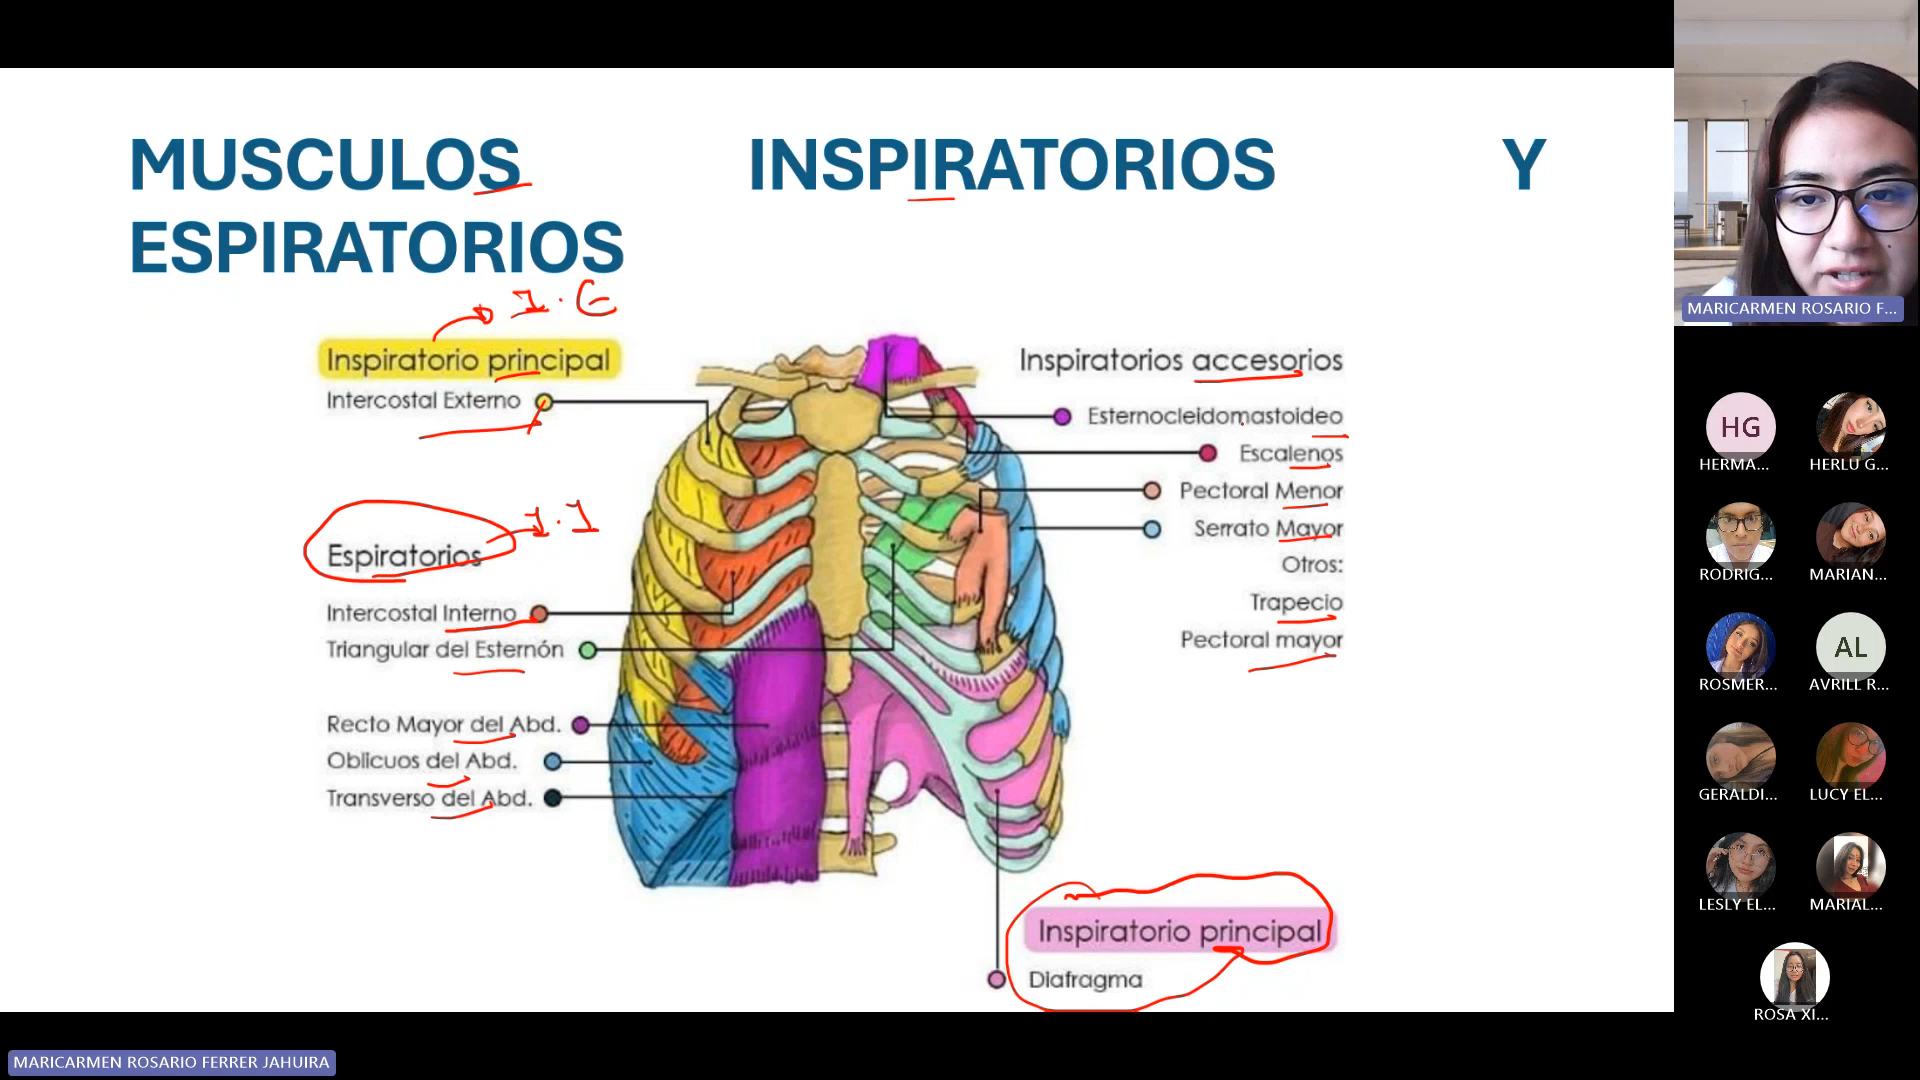 MUSCULOS INSPIRATORIOS Y
ESPIRATORIOS
I.E
Inspiratorio principal
Intercostal Externo
Espiratorios
I.I
Intercostal Interno
Triangular del Esternón
Recto Mayor del Abd.
Oblicuos del Abd.
Transverso del Abd.
Inspiratorios accesorios
Esternocleidomastoideo
Escalenos
Pectoral Menor
Serrato Mayor
Otros:
Trapecio
Pectoral mayor
Inspiratorio principal
Diafragma
MARICARMEN ROSARIO F...
HG
HERMA...
HERLU G...
RODRIG...
MARIAN...
ROSMER...
AL
AVRILL R...
GERALDI...
LUCY EL...
LESLY EL...
MARIAL...
ROSA XI...
MARICARMEN ROSARIO FERRER JAHUIRA